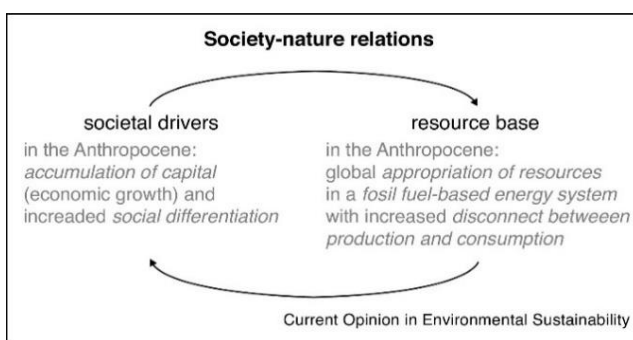 Society-nature relations
societal drivers
in the Anthropocene:
accumulation of capital
(economic growth) and
increaded social differentiation
resource base
in the Anthropocene:
global appropriation of resources
in a fosil fuel-based energy system
with increased disconnect betweeen
production and consumption
Current Opinion in Environmental Sustainability